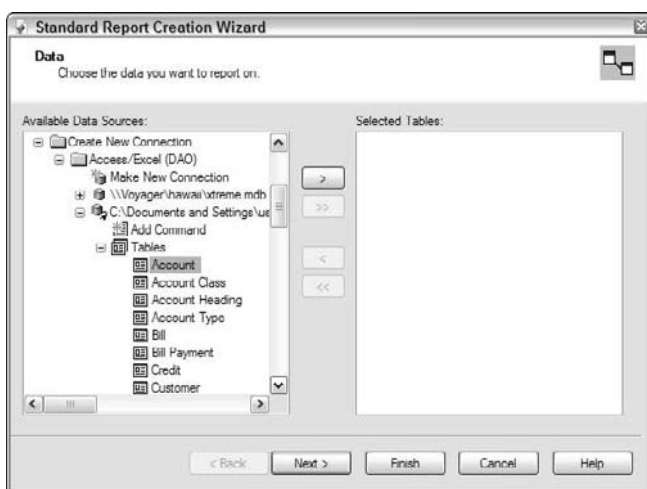 Standard Report Creation Wizard
Data
Choose the data you want to report on.
Available Data Sources:
Selected Tables:
Create New Connection
Access/Excel (DAO)
Make New Connection
\\Voyager\hawaii\xtreme.mdb
C:\Documents and Settings\us
Add Command
Tables
Account
Account Class
Account Heading
Account Type
Bill
Bill Payment
Credit
Customer
>
>>
<
<<
< Back
Next >
Finish
Cancel
Help